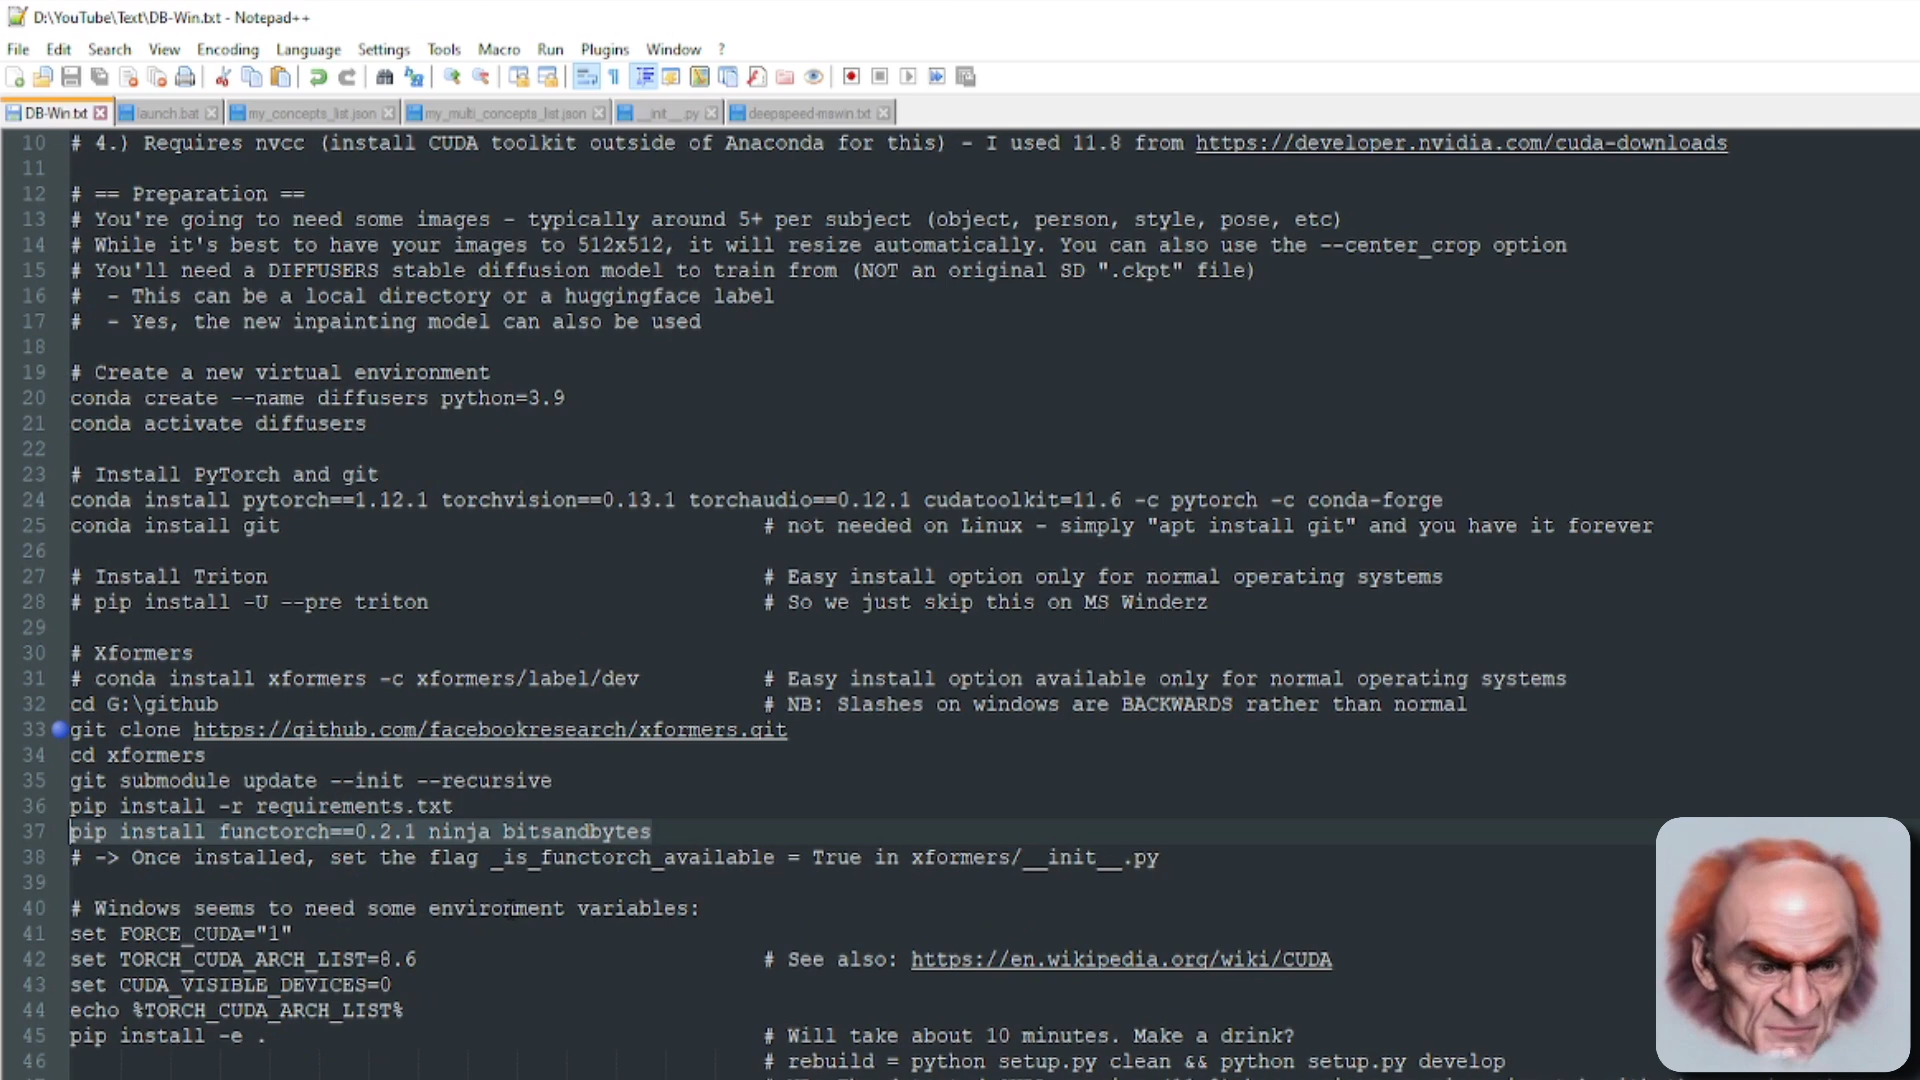 D:\YouTube\Text\DB-Win.txt - Notepad++
File Edit Search View Encoding Language Settings Tools Macro Run Plugins Window ?
DB-Win.txt launch.bat my_concepts_list.json my_multi_concepts_list.json __init__.py deepspeed-mswin.txt
10 # 4.) Requires nvcc (install CUDA toolkit outside of Anaconda for this) - I used 11.8 from https://developer.nvidia.com/cuda-downloads
11
12 # == Preparation ==
13 # You're going to need some images - typically around 5+ per subject (object, person, style, pose, etc)
14 # While it's best to have your images to 512x512, it will resize automatically. You can also use the --center_crop option
15 # You'll need a DIFFUSERS stable diffusion model to train from (NOT an original SD ".ckpt" file)
16 #  - This can be a local directory or a huggingface label
17 #  - Yes, the new inpainting model can also be used
18
19 # Create a new virtual environment
20 conda create --name diffusers python=3.9
21 conda activate diffusers
22
23 # Install PyTorch and git
24 conda install pytorch==1.12.1 torchvision==0.13.1 torchaudio==0.12.1 cudatoolkit=11.6 -c pytorch -c conda-forge
25 conda install git # not needed on Linux - simply "apt install git" and you have it forever
26
27 # Install Triton # Easy install option only for normal operating systems
28 # pip install -U --pre triton # So we just skip this on MS Winderz
29
30 # Xformers
31 # conda install xformers -c xformers/label/dev # Easy install option available only for normal operating systems
32 cd G:\github # NB: Slashes on windows are BACKWARDS rather than normal
33 git clone https://github.com/facebookresearch/xformers.git
34 cd xformers
35 git submodule update --init --recursive
36 pip install -r requirements.txt
37 pip install functorch==0.2.1 ninja bitsandbytes
38 # -> Once installed, set the flag _is_functorch_available = True in xformers/__init__.py
39
40 # Windows seems to need some environment variables:
41 set FORCE_CUDA="1"
42 set TORCH_CUDA_ARCH_LIST=8.6 # See also: https://en.wikipedia.org/wiki/CUDA
43 set CUDA_VISIBLE_DEVICES=0
44 echo %TORCH_CUDA_ARCH_LIST%
45 pip install -e . # Will take about 10 minutes. Make a drink?
46 # rebuild = python setup.py clean && python setup.py develop